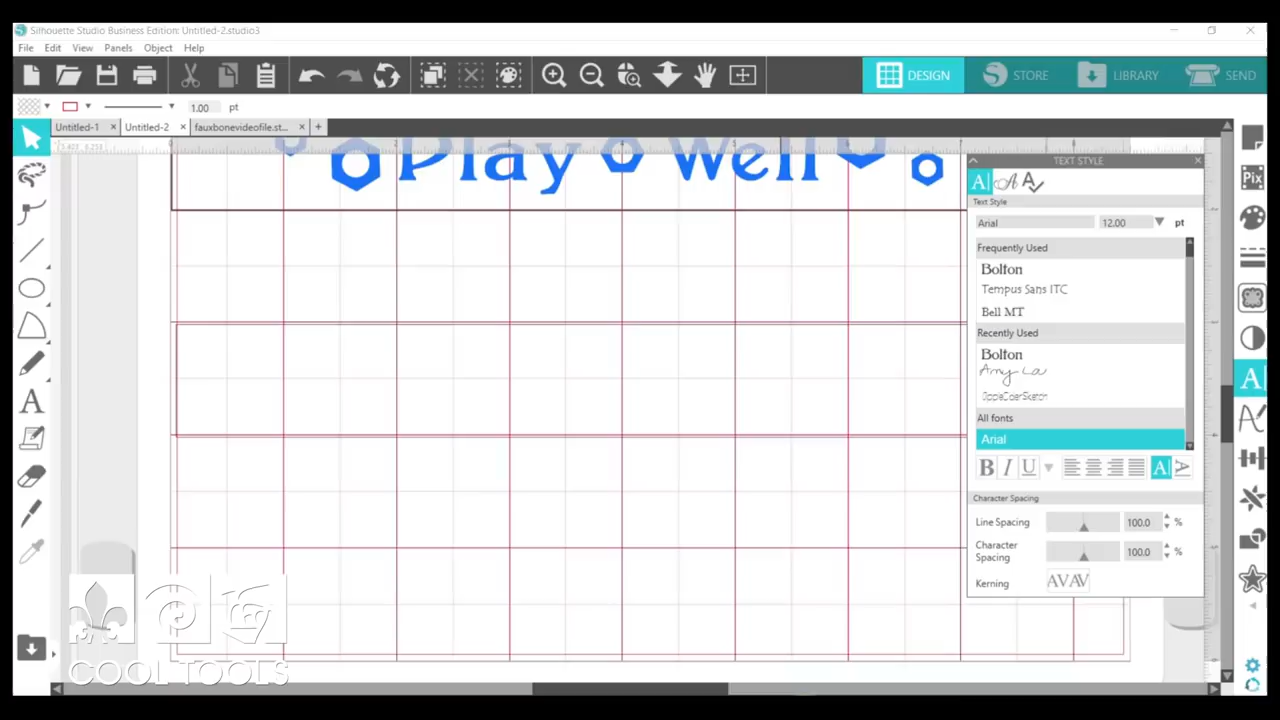 Silhouette Studio Business Edition: Untitled-2.studio3
File Edit View Panels Object Help
DESIGN STORE LIBRARY SEND
1.00 pt
Untitled-1 Untitled-2 fauxbonevideofile.st...
Play Well
TEXT STYLE
Text Style
Arial 12.00 pt
Frequently Used
Bolton
Tempus Sans ITC
Bell MT
Recently Used
Bolton
All fonts
Arial
B I U
Character Spacing
Line Spacing 100.0 %
Character Spacing 100.0 %
Kerning AVAV
COOL TOOLS